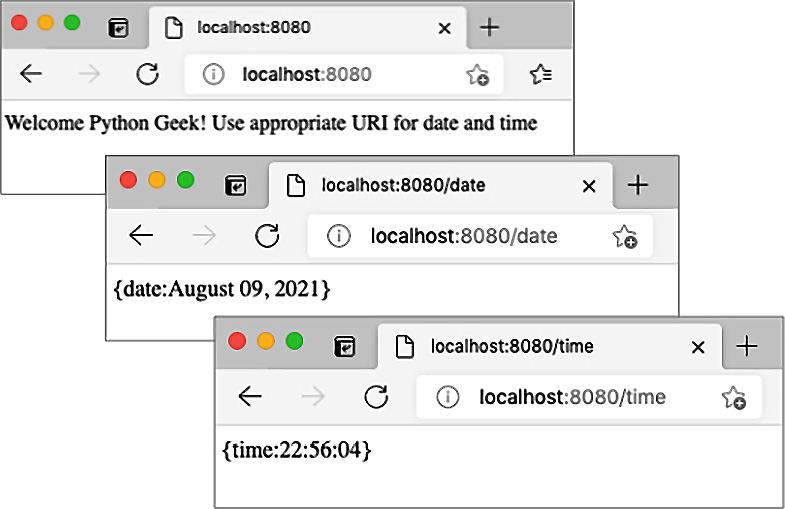 localhost:8080
localhost:8080
Welcome Python Geek! Use appropriate URI for date and time
localhost:8080/date
localhost:8080/date
{date:August 09, 2021}
localhost:8080/time
localhost:8080/time
{time:22:56:04}